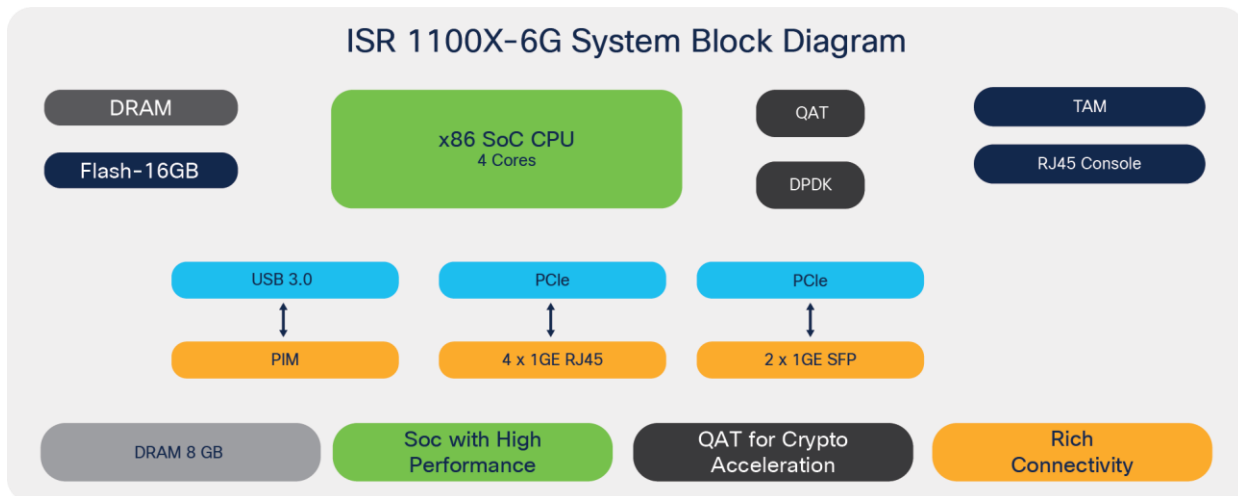 ISR 1100X-6G System Block Diagram
DRAM
Flash-16GB
x86 SoC CPU
4 Cores
QAT
DPDK
TAM
RJ45 Console
USB 3.0
PCIe
PCIe
PIM
4 x 1GE RJ45
2 x 1GE SFP
DRAM 8 GB
Soc with High
Performance
QAT for Crypto
Acceleration
Rich
Connectivity